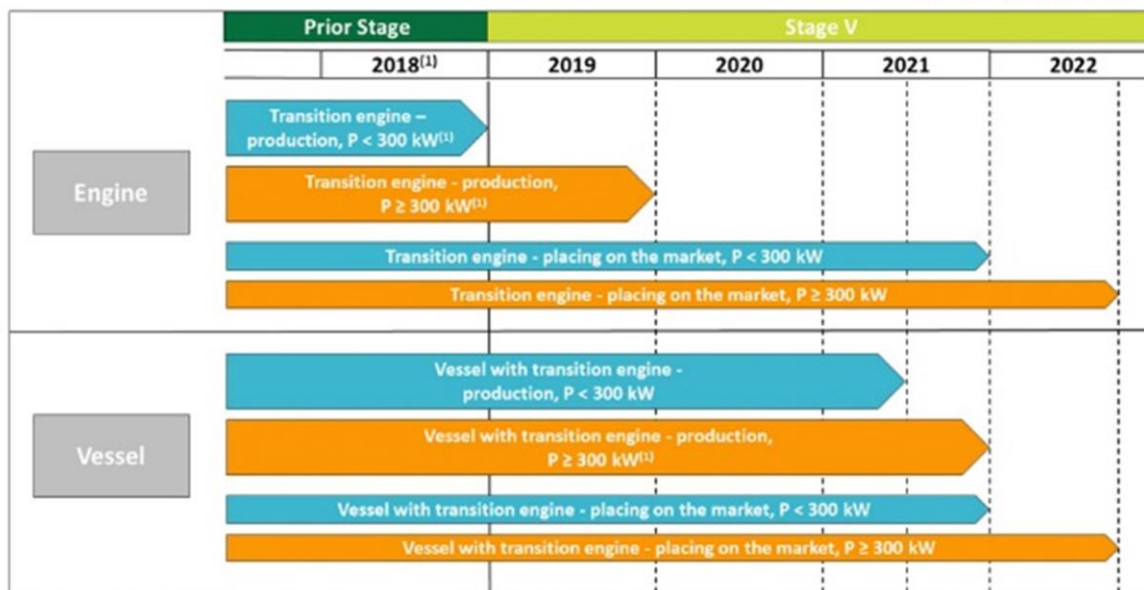 Prior Stage
Stage V
2018(1)
2019
2020
2021
2022
Engine
Transition engine –
production, P < 300 kW(1)
Transition engine - production,
P ≥ 300 kW(1)
Transition engine - placing on the market, P < 300 kW
Transition engine - placing on the market, P ≥ 300 kW
Vessel
Vessel with transition engine -
production, P < 300 kW
Vessel with transition engine - production,
P ≥ 300 kW(1)
Vessel with transition engine - placing on the market, P < 300 kW
Vessel with transition engine - placing on the market, P ≥ 300 kW